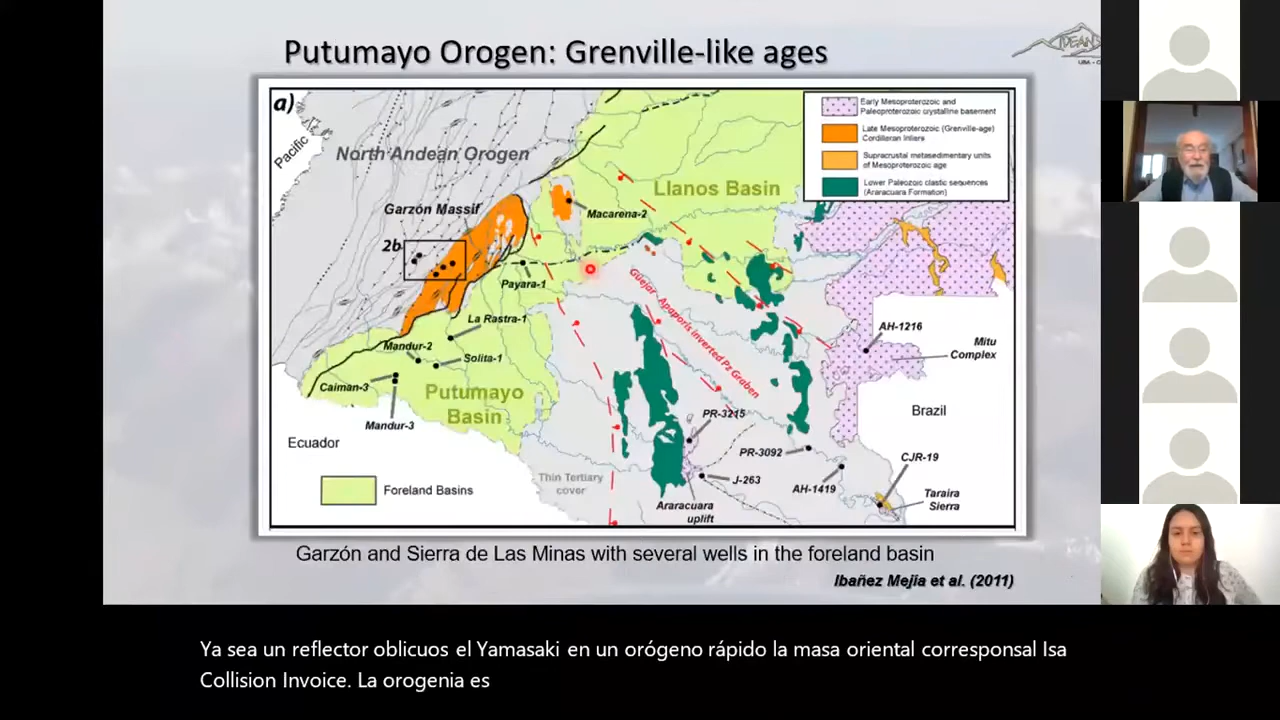 Putumayo Orogen: Grenville-like ages
IDEAN
a)
Pacific
North Andean Orogen
Early Mesoproterozoic and
Paleoproterozoic crystalline basement
Late Mesoproterozoic (Grenville-age)
Cordilleran Inliers
Supracrustal metasedimentary units
of Mesoproterozoic age
Lower Paleozoic clastic sequences
(Araracuara Formation)
Llanos Basin
Garzón Massif
Macarena-2
2b
Payara-1
Güejar - Apaporis inverted Pz Graben
La Rastra-1
Mandur-2
Solita-1
AH-1216
Mitu
Complex
Caiman-3
Putumayo
Basin
Mandur-3
Brazil
PR-3215
Ecuador
PR-3092
CJR-19
Thin Tertiary
cover
J-263
AH-1419
Foreland Basins
Araracuara
uplift
Taraira
Sierra
Garzón and Sierra de Las Minas with several wells in the foreland basin
Ibañez Mejia et al. (2011)
Ya sea un reflector oblicuos el Yamasaki en un orógeno rápido la masa oriental corresponsal Isa
Collision Invoice. La orogenia es